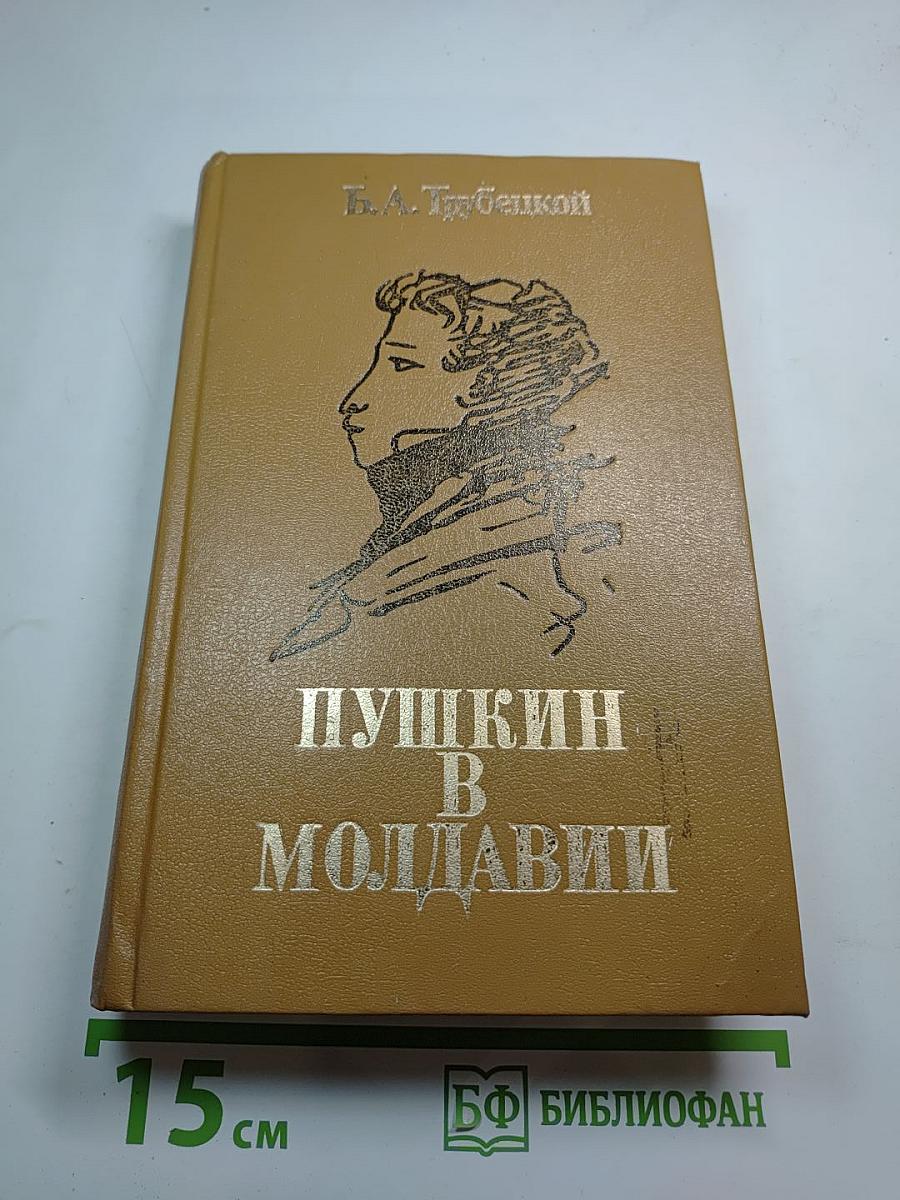 Б. А. Трубецкой
ПУШКИН
В
МОЛДАВИИ
15 см
БФ БИБЛИОФАН